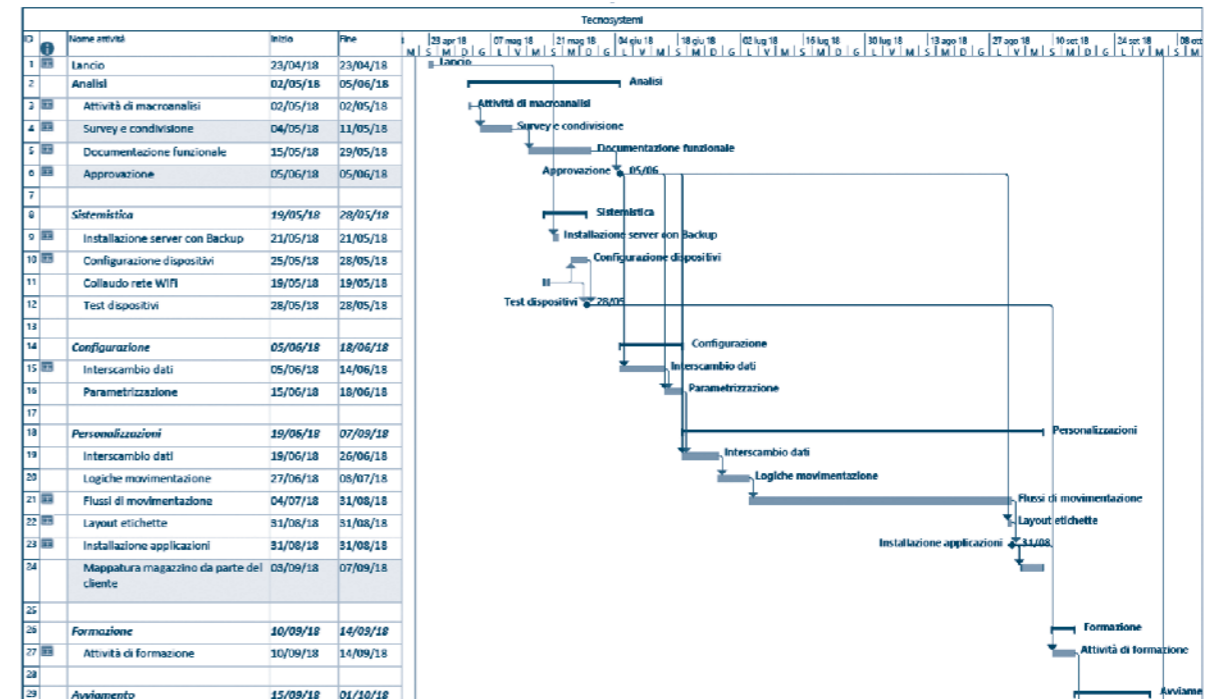 Tecnosystemi
ID Nome attività Inizio Fine 23 apr 18 07 mag 18 21 mag 18 04 giu 18 18 giu 18 02 lug 18 16 lug 18 30 lug 18 13 ago 18 27 ago 18 10 set 18 24 set 18 08 ott
M S M D G L V M S M D G L V M S M D G L V M S M D G L V M S M D G L V M S M
1 Lancio 23/04/18 23/04/18 Lancio
2 Analisi 02/05/18 05/06/18 Analisi
3 Attività di macroanalisi 02/05/18 02/05/18 Attività di macroanalisi
4 Survey e condivisione 04/05/18 11/05/18 Survey e condivisione
5 Documentazione funzionale 15/05/18 29/05/18 Documentazione funzionale
6 Approvazione 05/06/18 05/06/18 Approvazione 05/06
7
8 Sistemistica 19/05/18 28/05/18 Sistemistica
9 Installazione server con Backup 21/05/18 21/05/18 Installazione server con Backup
10 Configurazione dispositivi 25/05/18 28/05/18 Configurazione dispositivi
11 Collaudo rete WIFI 19/05/18 19/05/18
12 Test dispositivi 28/05/18 28/05/18 Test dispositivi 28/05
13
14 Configurazione 05/06/18 18/06/18 Configurazione
15 Interscambio dati 05/06/18 14/06/18 Interscambio dati
16 Parametrizzazione 15/06/18 18/06/18 Parametrizzazione
17
18 Personalizzazioni 19/06/18 07/09/18 Personalizzazioni
19 Interscambio dati 19/06/18 26/06/18 Interscambio dati
20 Logiche movimentazione 27/06/18 03/07/18 Logiche movimentazione
21 Flussi di movimentazione 04/07/18 31/08/18 Flussi di movimentazione
22 Layout etichette 31/08/18 31/08/18 Layout etichette
23 Installazione applicazioni 31/08/18 31/08/18 Installazione applicazioni 31/08
24 Mappatura magazzino da parte del 03/09/18 07/09/18
cliente
25
26 Formazione 10/09/18 14/09/18 Formazione
27 Attività di formazione 10/09/18 14/09/18 Attività di formazione
28
29 Avviamento 15/09/18 01/10/18 Avviame